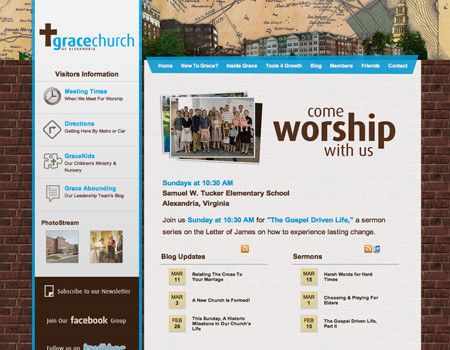 gracechurch
OF ALEXANDRIA
Home New To Grace? Inside Grace Tools 4 Growth Blog Members Friends Contact
Visitors Information
Meeting Times
When We Meet For Worship
Directions
Getting Here By Metro or Car
GraceKids
Our Children's Ministry &
Nursery
Grace Abounding
Our Leadership Team's Blog
PhotoStream
Subscribe to our Newsletter
Join Our facebook Group
Follow us on twitter
come
worship
with us
Sundays at 10:30 AM
Samuel W. Tucker Elementary School
Alexandria, Virginia
Join us Sunday at 10:30 AM for "The Gospel Driven Life," a sermon
series on the Letter of James on how to experience lasting change.
Blog Updates
MAR
11
Relating The Cross To
Your Marriage
MAR
3
A New Church Is Formed!
FEB
26
This Sunday, A Historic
Milestone In Our Church's
Life
Sermons
MAR
15
Harsh Words for Hard
Times
MAR
1
Choosing & Praying For
Elders
FEB
15
The Gospel Driven Life,
Part II